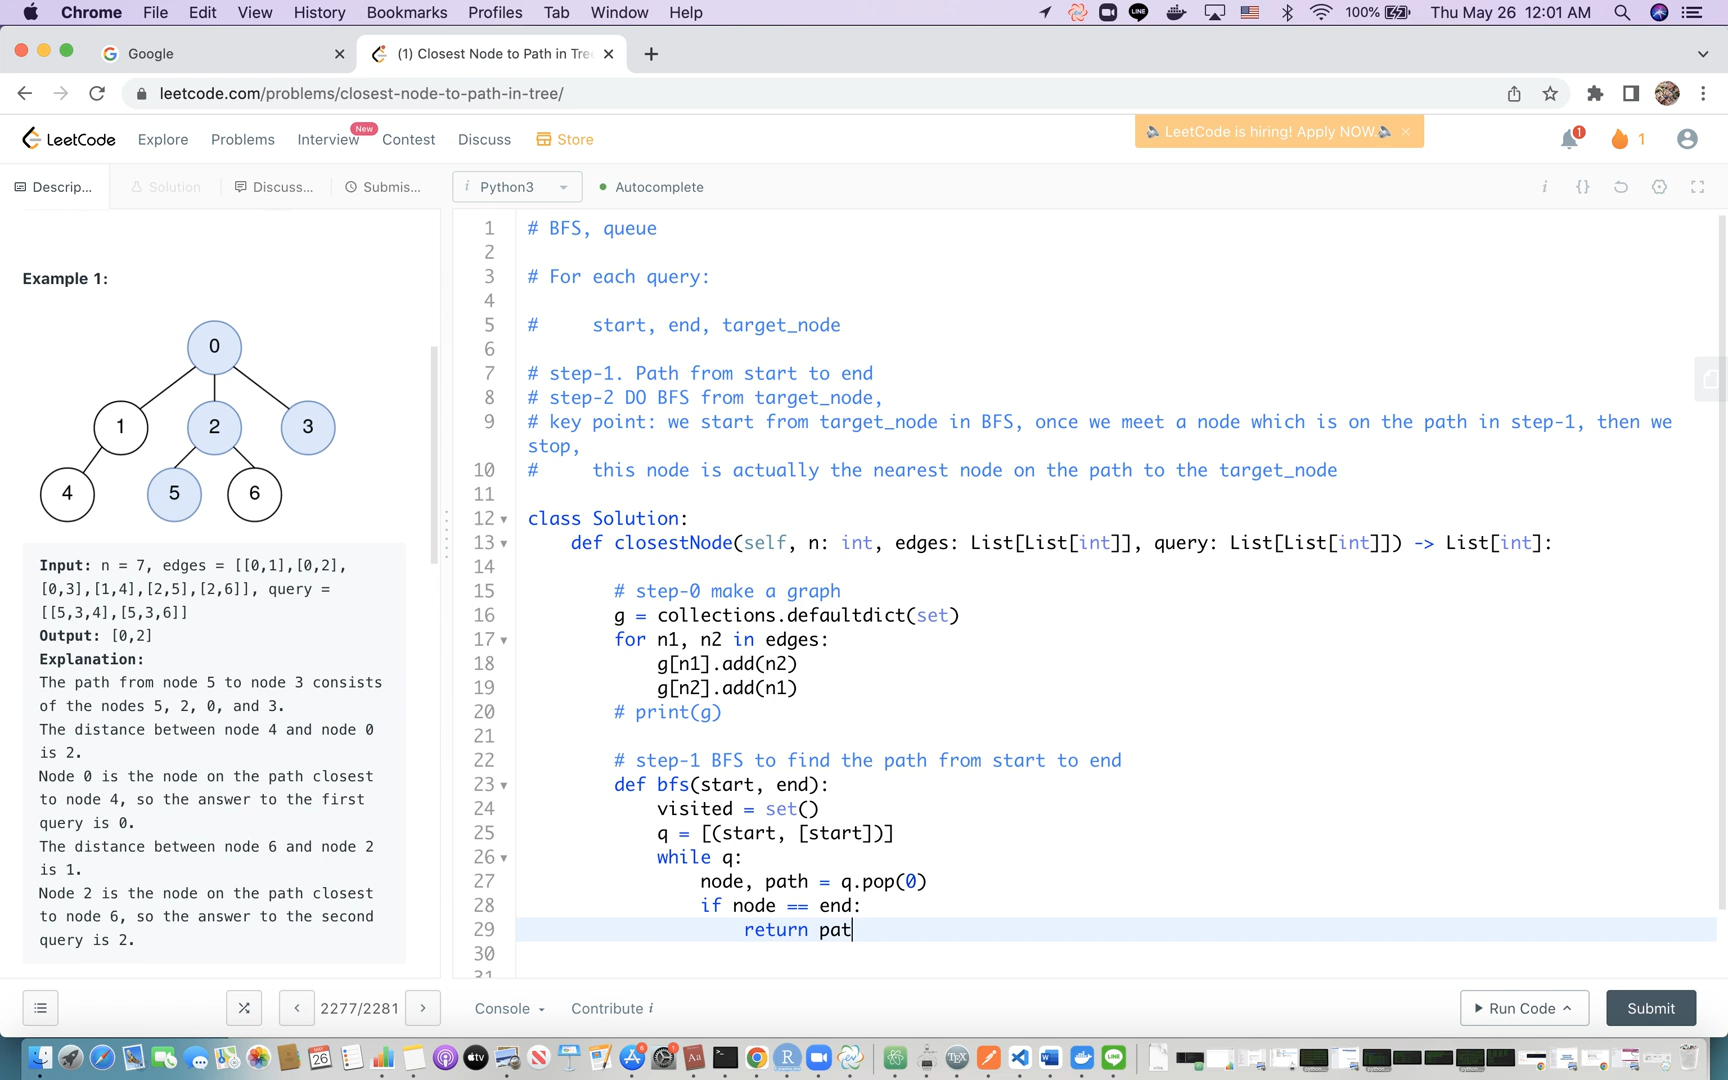 Chrome File Edit View History Bookmarks Profiles Tab Window Help
100% Thu May 26 12:01 AM
Google
(1) Closest Node to Path in Tree
leetcode.com/problems/closest-node-to-path-in-tree/
LeetCode Explore Problems Interview New Contest Discuss Store
LeetCode is hiring! Apply NOW.
1
1
Descrip... Solution Discuss... Submis...
i Python3 Autocomplete
i {}
Example 1:
0
1 2 3
4 5 6
Input: n = 7, edges = [[0,1],[0,2],
[0,3],[1,4],[2,5],[2,6]], query =
[[5,3,4],[5,3,6]]
Output: [0,2]
Explanation:
The path from node 5 to node 3 consists
of the nodes 5, 2, 0, and 3.
The distance between node 4 and node 0
is 2.
Node 0 is the node on the path closest
to node 4, so the answer to the first
query is 0.
The distance between node 6 and node 2
is 1.
Node 2 is the node on the path closest
to node 6, so the answer to the second
query is 2.
1 # BFS, queue
2
3 # For each query:
4
5 #     start, end, target_node
6
7 # step-1. Path from start to end
8 # step-2 DO BFS from target_node,
9 # key point: we start from target_node in BFS, once we meet a node which is on the path in step-1, then we
stop,
10 #     this node is actually the nearest node on the path to the target_node
11
12 class Solution:
13     def closestNode(self, n: int, edges: List[List[int]], query: List[List[int]]) -> List[int]:
14
15         # step-0 make a graph
16         g = collections.defaultdict(set)
17         for n1, n2 in edges:
18             g[n1].add(n2)
19             g[n2].add(n1)
20         # print(g)
21
22         # step-1 BFS to find the path from start to end
23         def bfs(start, end):
24             visited = set()
25             q = [(start, [start])]
26             while q:
27                 node, path = q.pop(0)
28                 if node == end:
29                     return pat
30
31
2277/2281
Console Contribute i
Run Code Submit